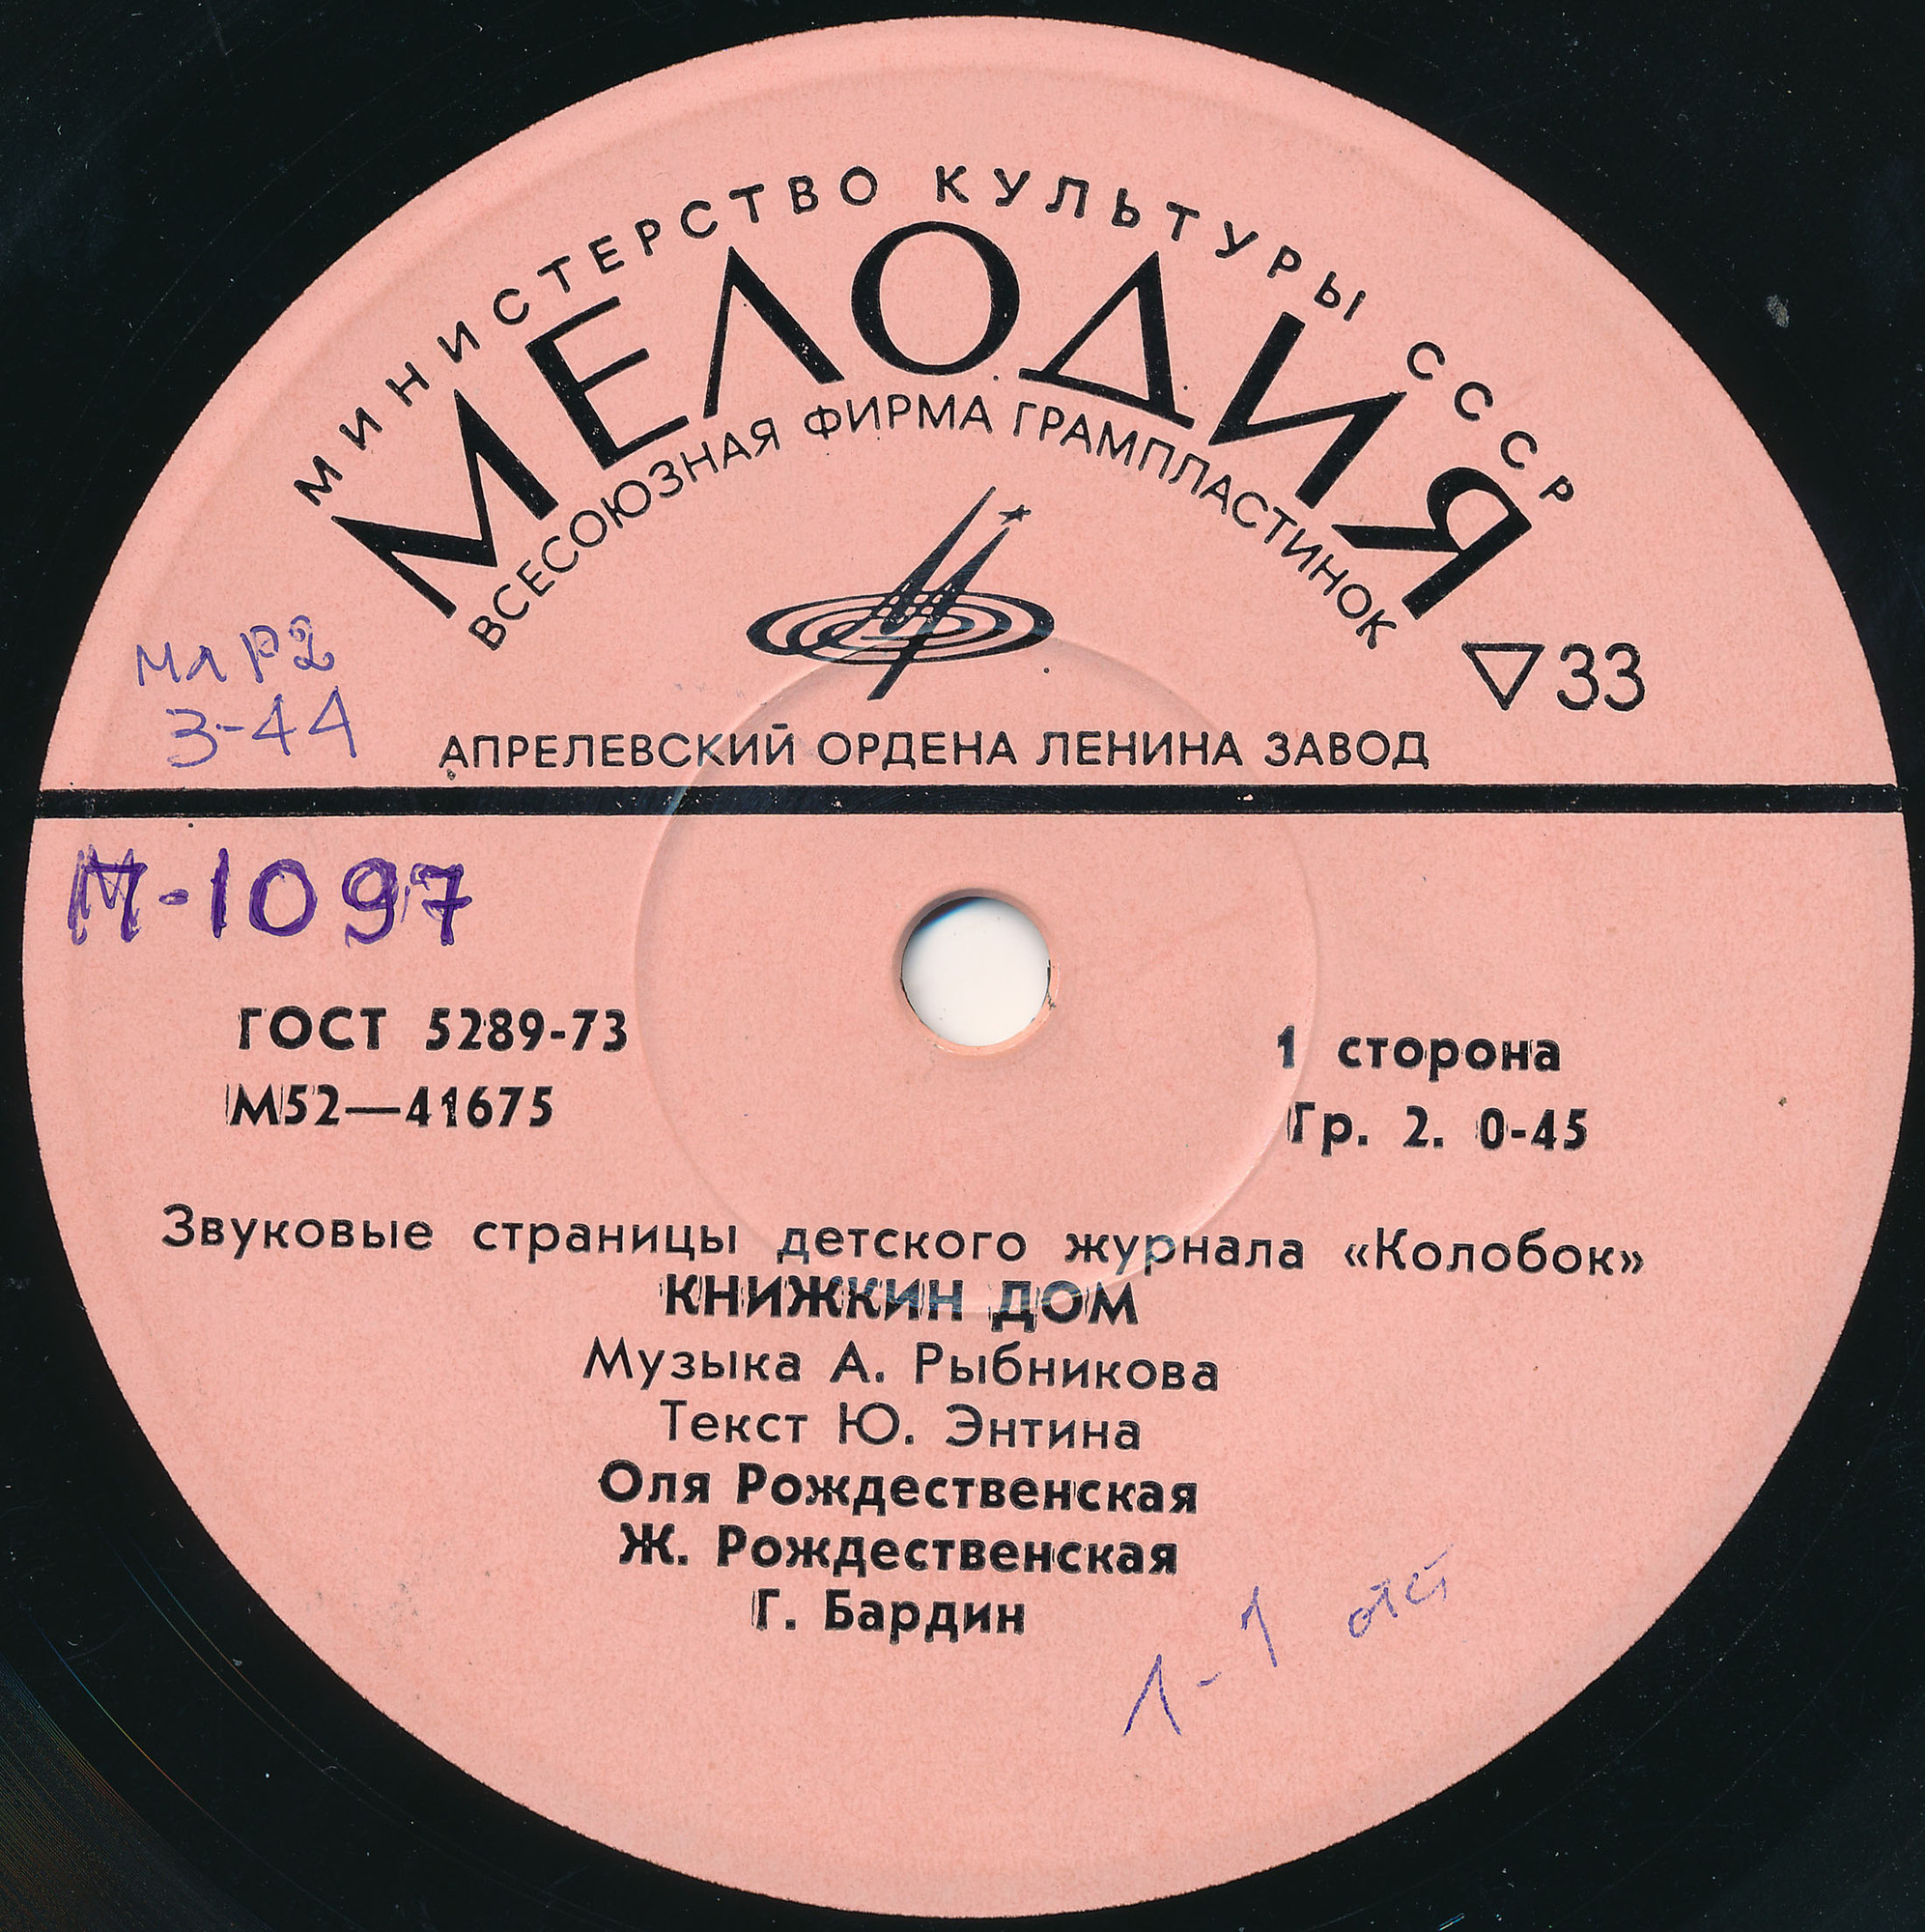 МИНИСТЕРСТВО КУЛЬТУРЫ СССР
МЕЛОДИЯ
ВСЕСОЮЗНАЯ ФИРМА ГРАМПЛАСТИНОК
▽33
АПРЕЛЕВСКИЙ ОРДЕНА ЛЕНИНА ЗАВОД
3-44
М-1097
ГОСТ 5289-73
М52—41675
1 сторона
Гр. 2. 0-45
Звуковые страницы детского журнала «Колобок»
КНИЖКИН ДОМ
Музыка А. Рыбникова
Текст Ю. Энтина
Оля Рождественская
Ж. Рождественская
Г. Бардин